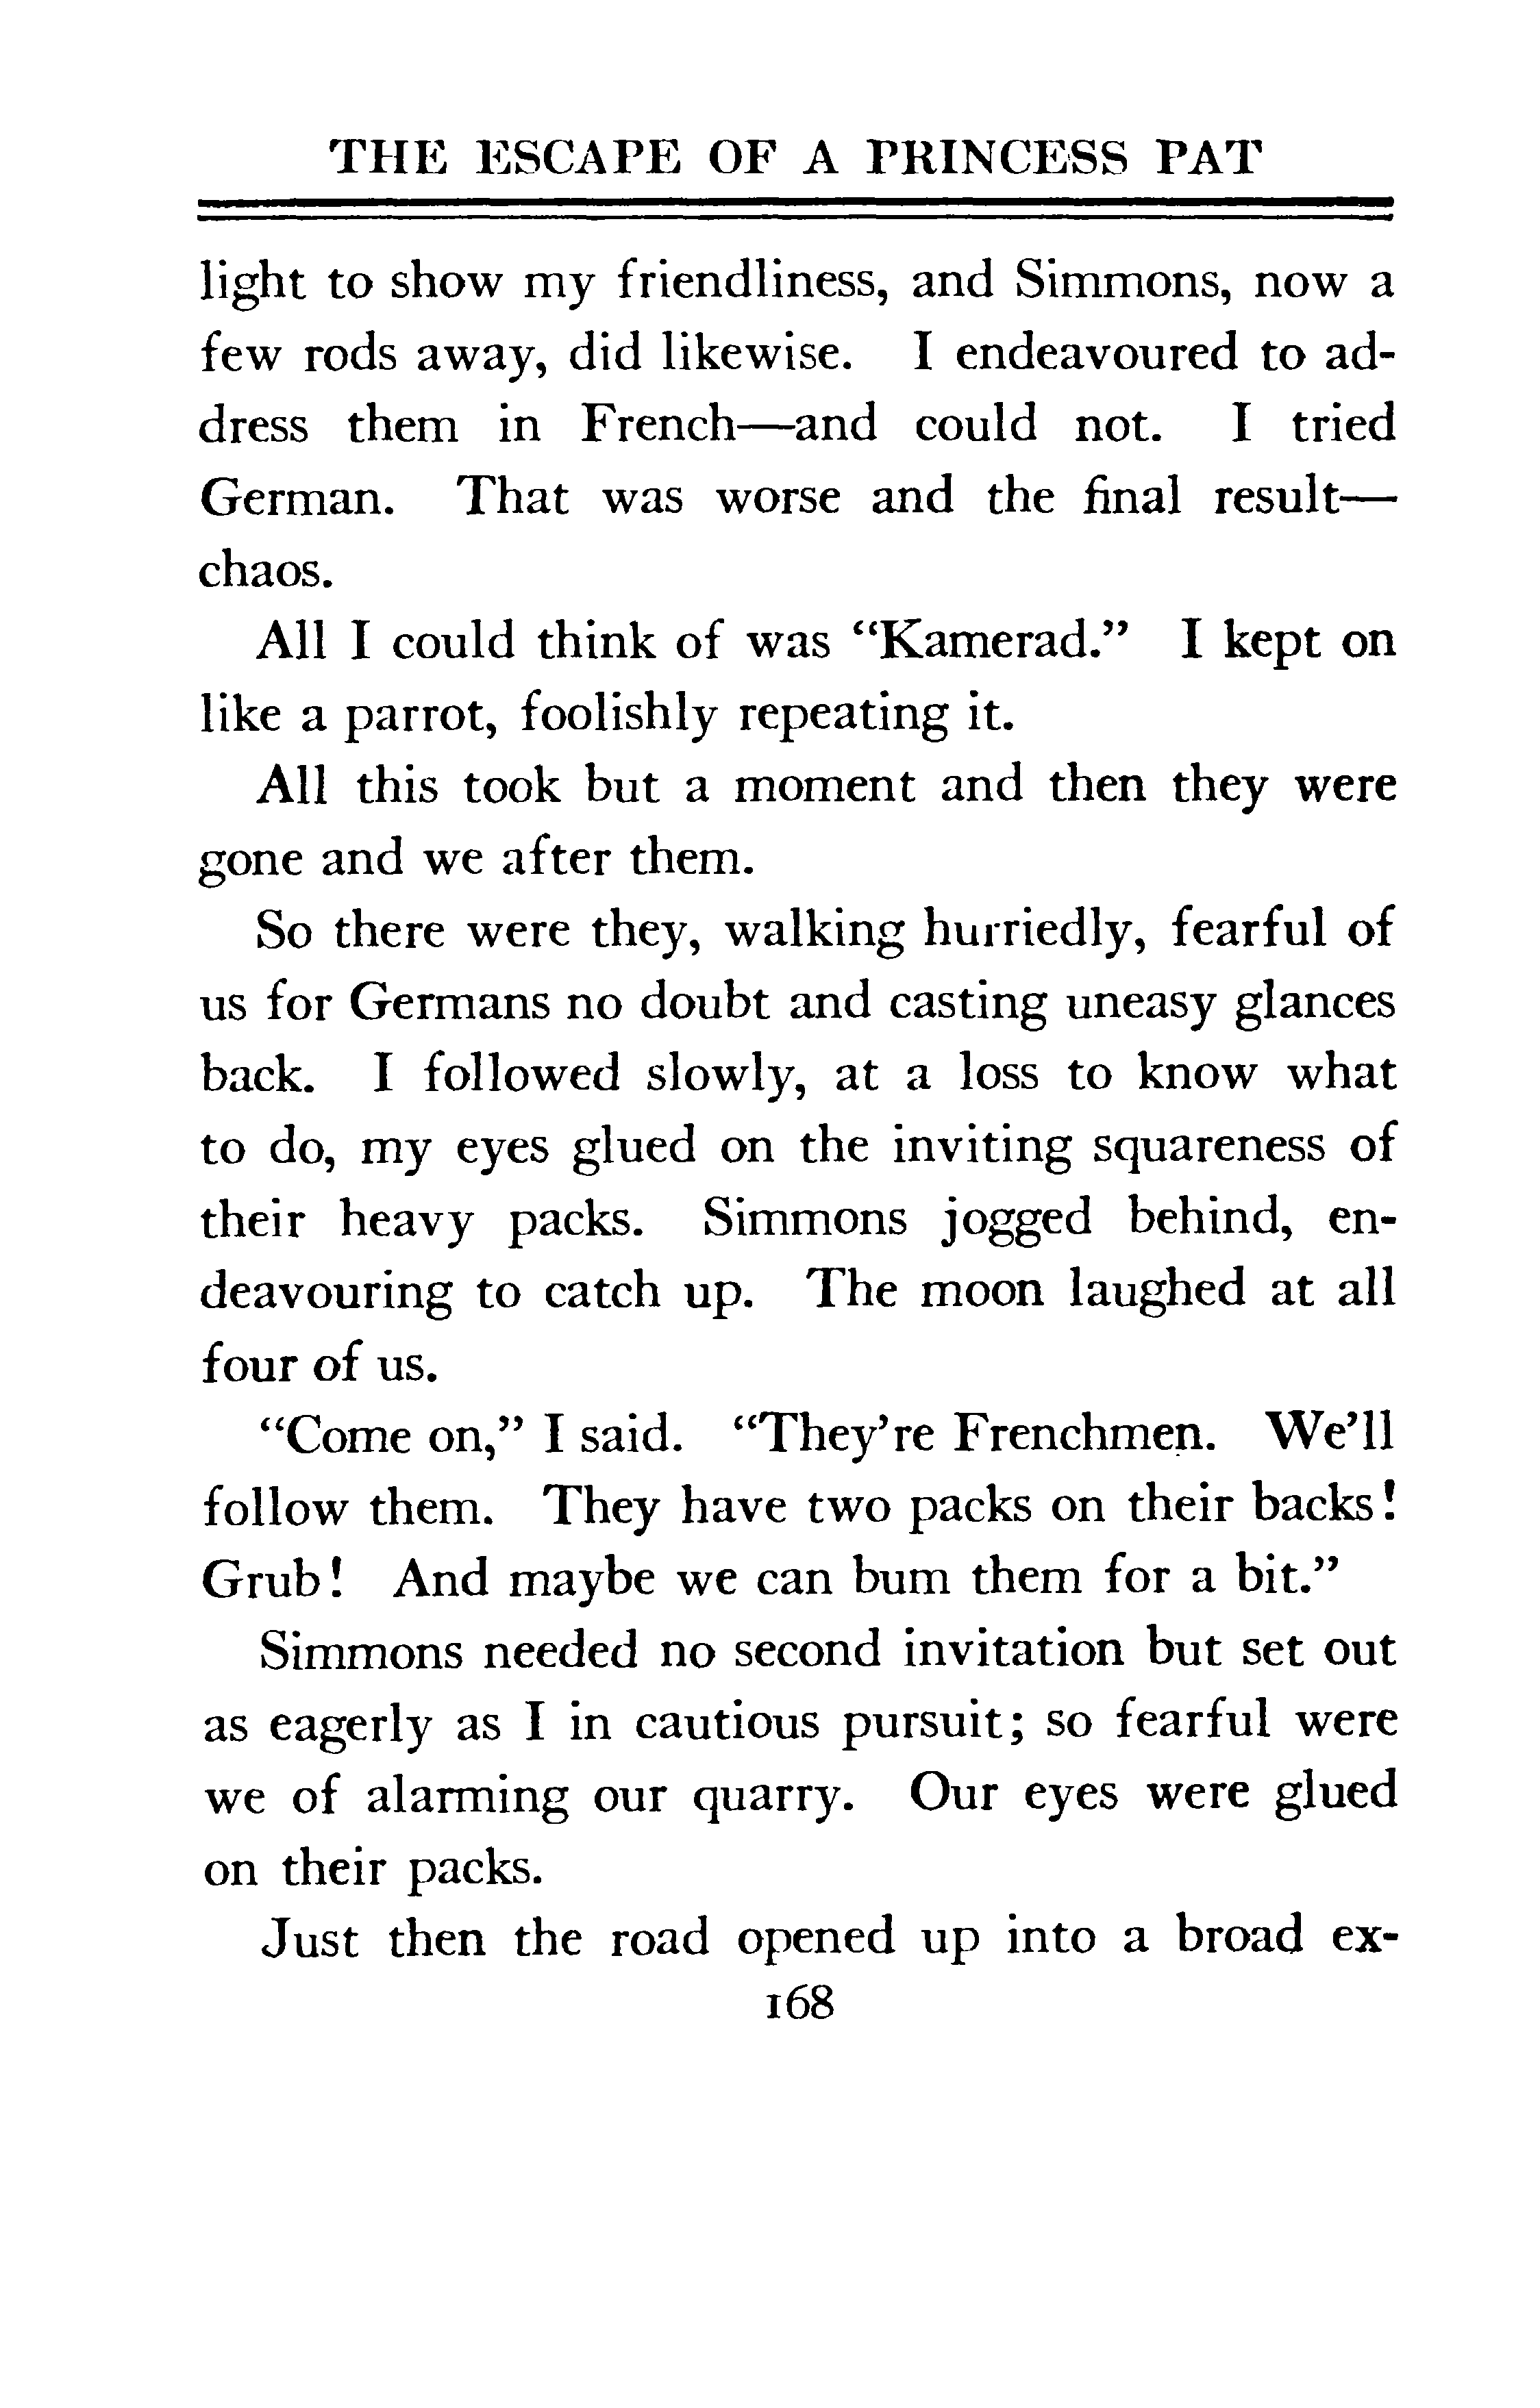 THE ESCAPE OF A PRINCESS PAT
light to show my friendliness, and Simmons, now a
few rods away, did likewise. I endeavoured to ad-
dress them in French—and could not. I tried
German. That was worse and the final result—
chaos.
All I could think of was “Kamerad.” I kept on
like a parrot, foolishly repeating it.
All this took but a moment and then they were
gone and we after them.
So there were they, walking hurriedly, fearful of
us for Germans no doubt and casting uneasy glances
back. I followed slowly, at a loss to know what
to do, my eyes glued on the inviting squareness of
their heavy packs. Simmons jogged behind, en-
deavouring to catch up. The moon laughed at all
four of us.
“Come on,” I said. “They’re Frenchmen. We’ll
follow them. They have two packs on their backs!
Grub! And maybe we can bum them for a bit.”
Simmons needed no second invitation but set out
as eagerly as I in cautious pursuit; so fearful were
we of alarming our quarry. Our eyes were glued
on their packs.
Just then the road opened up into a broad ex-
168